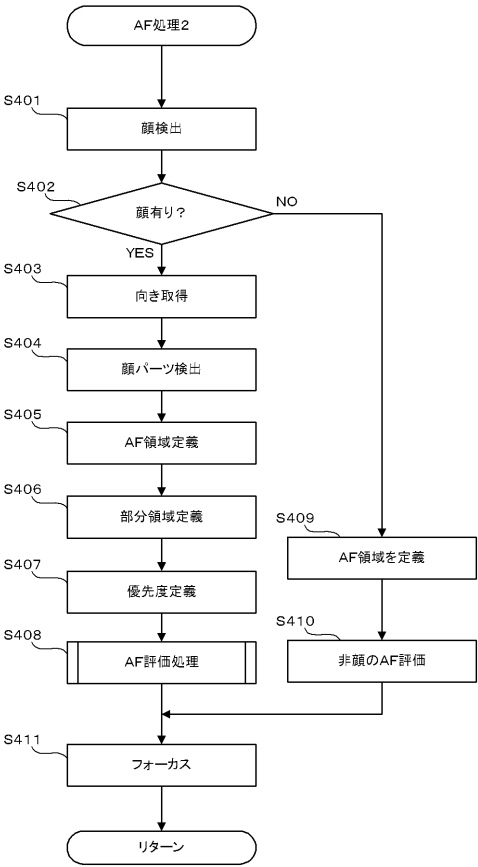 AF処理2
S401
顔検出
S402
顔有り?
NO
YES
S403
向き取得
S404
顔パーツ検出
S405
AF領域定義
S406
部分領域定義
S407
優先度定義
S408
AF評価処理
S409
AF領域を定義
S410
非顔のAF評価
S411
フォーカス
リターン